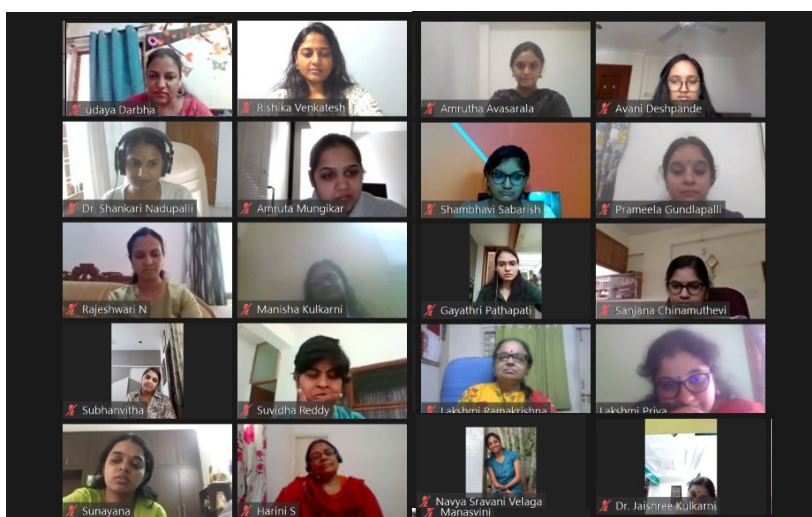 udaya Darbha
Rishika Venkatesh
Amrutha Avasarala
Avani Deshpande
Dr. Shankari Nadupalli
Amruta Mungikar
Shambhavi Sabarish
Prameela Gundlapalli
Rajeshwari N
Manisha Kulkarni
Gayathri Pathapati
Sanjana Chinamuthevi
Subhanvitha
Suvidha Reddy
Lakshmi Ramakrishna
Lakshmi Priya
Sunayana
Harini S
Navya Sravani Velaga
Manasvini
Dr. Jaishree Kulkarni